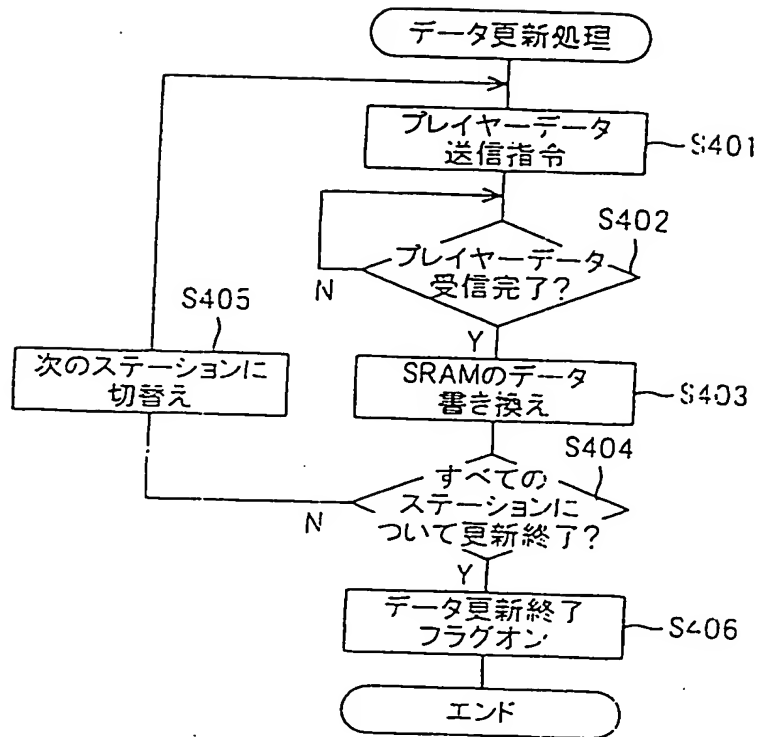 データ更新処理
プレイヤーデータ
送信指令
S401
S402
プレイヤーデータ
受信完了?
N
Y
S405
次のステーションに
切替え
SRAMのデータ
書き換え
S403
S404
すべての
ステーションに
ついて更新終了?
N
Y
データ更新終了
フラグオン
S406
エンド